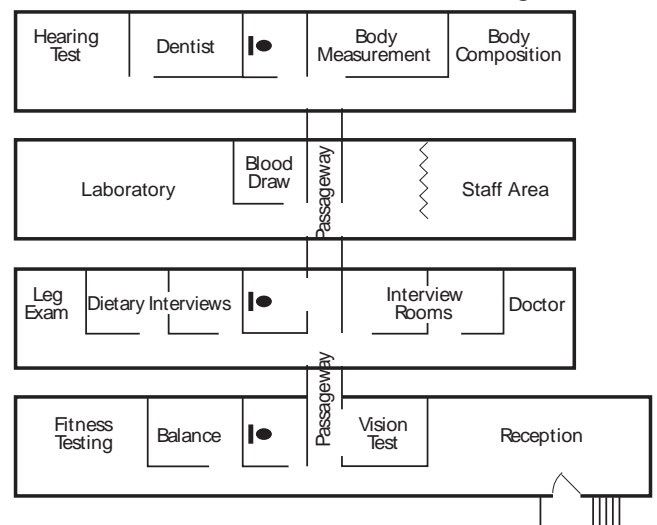 Hearing
Test
Dentist
Body
Measurement
Body
Composition
Laboratory
Blood
Draw
Passageway
Staff Area
Leg
Exam
Dietary Interviews
Interview
Rooms
Doctor
Passageway
Fitness
Testing
Balance
Vision
Test
Reception